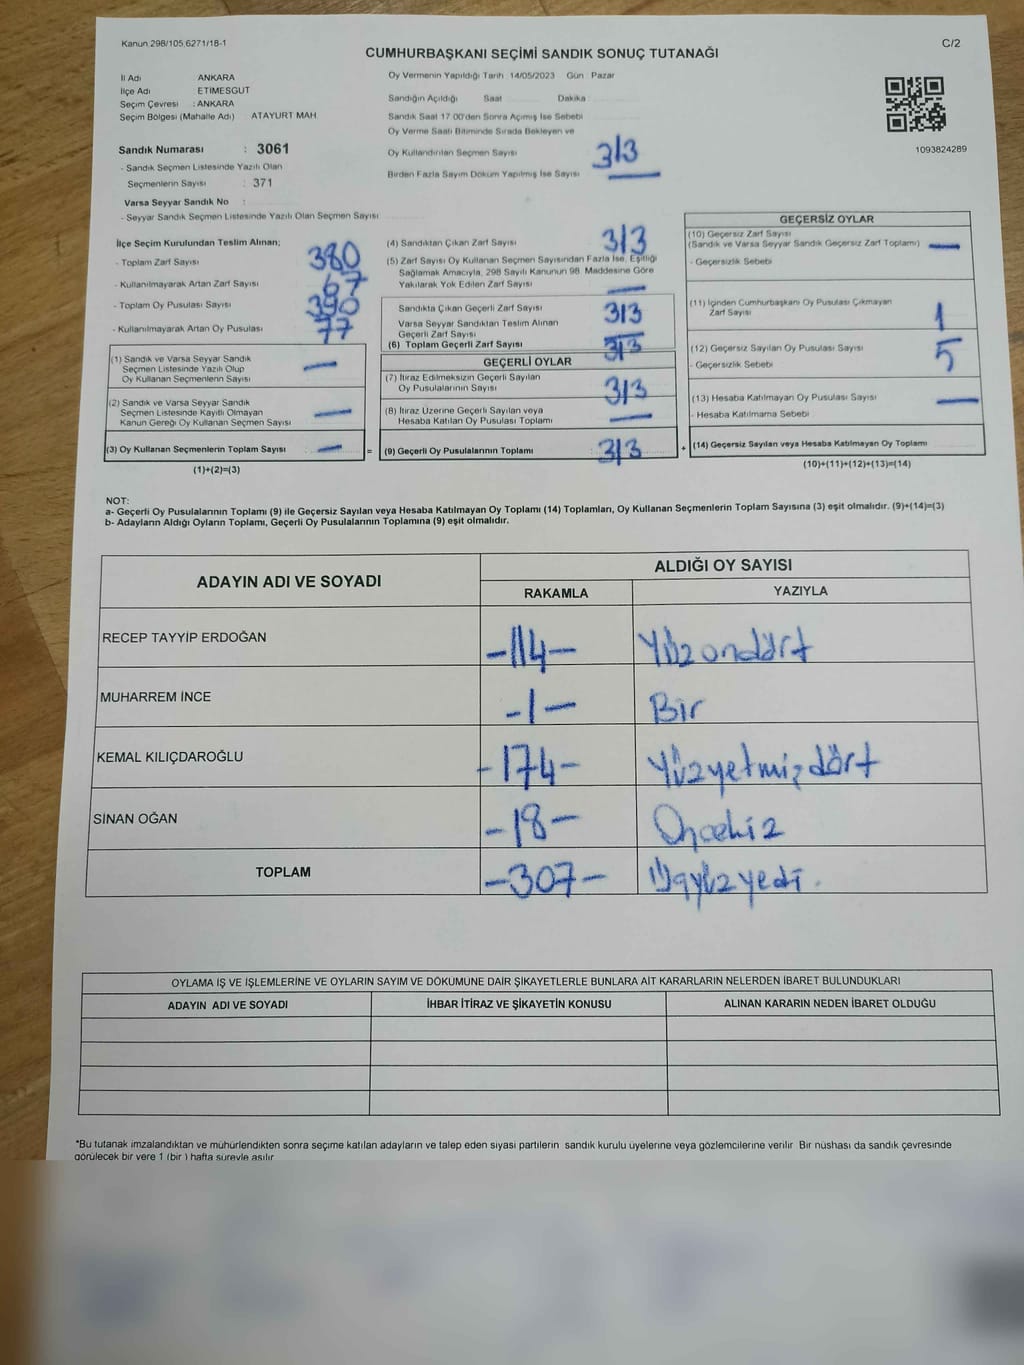 Kanun 298/105,6271/18-1
C/2
CUMHURBAŞKANI SEÇİMİ SANDIK SONUÇ TUTANAĞI
İl Adı ANKARA
İlçe Adı ETIMESGUT
Seçim Çevresi : ANKARA
Seçim Bölgesi (Mahalle Adı) ATAYURT MAH.
Sandık Numarası : 3061
- Sandık Seçmen Listesinde Yazılı Olan
Seçmenlerin Sayısı : 371
Varsa Seyyar Sandık No :
- Seyyar Sandık Seçmen Listesinde Yazılı Olan Seçmen Sayısı
Oy Vermenin Yapıldığı Tarih 14/05/2023 Gün Pazar
Sandığın Açıldığı Saat Dakika
Sandık Saat 17 00'den Sonra Açımış İse Sebebi
Oy Verme Saati Bitiminde Sırada Bekleyen ve
Oy Kullandırılan Seçmen Sayısı 313
Birden Fazla Sayım Döküm Yapılmış İse Sayısı —
1093824289
İlçe Seçim Kurulundan Teslim Alınan;
- Toplam Zarf Sayısı 380
- Kullanılmayarak Artan Zarf Sayısı 67
- Toplam Oy Pusulası Sayısı 390
- Kullanılmayarak Artan Oy Pusulası 77
(1) Sandık ve Varsa Seyyar Sandık
Seçmen Listesinde Yazılı Olup
Oy Kullanan Seçmenlerin Sayısı —
(2) Sandık ve Varsa Seyyar Sandık
Seçmen Listesinde Kayıtlı Olmayan
Kanun Gereği Oy Kullanan Seçmen Sayısı —
(3) Oy Kullanan Seçmenlerin Toplam Sayısı —
(1)+(2)=(3)
(4) Sandıktan Çıkan Zarf Sayısı 313
(5) Zarf Sayısı Oy Kullanan Seçmen Sayısından Fazla İse, Eşitliği
Sağlamak Amacıyla, 298 Sayılı Kanunun 98. Maddesine Göre
Yakılarak Yok Edilen Zarf Sayısı —
Sandıkta Çıkan Geçerli Zarf Sayısı 313
Varsa Seyyar Sandıktan Teslim Alınan
Geçerli Zarf Sayısı —
(6) Toplam Geçerli Zarf Sayısı 313
GEÇERLİ OYLAR
(7) İtiraz Edilmeksizin Geçerli Sayılan
Oy Pusulalarının Sayısı 313
(8) İtiraz Üzerine Geçerli Sayılan veya
Hesaba Katılan Oy Pusulası Toplamı —
= (9) Geçerli Oy Pusulalarının Toplamı 313
GEÇERSİZ OYLAR
(10) Geçersiz Zarf Sayısı
(Sandık ve Varsa Seyyar Sandık Geçersiz Zarf Toplamı) —
- Geçersizlik Sebebi
(11) İçinden Cumhurbaşkanı Oy Pusulası Çıkmayan
Zarf Sayısı 1
(12) Geçersiz Sayılan Oy Pusulası Sayısı 5
- Geçersizlik Sebebi
(13) Hesaba Katılmayan Oy Pusulası Sayısı —
- Hesaba Katılmama Sebebi
+ (14) Geçersiz Sayılan veya Hesaba Katılmayan Oy Toplamı
(10)+(11)+(12)+(13)=(14)
NOT:
a- Geçerli Oy Pusulalarının Toplamı (9) ile Geçersiz Sayılan veya Hesaba Katılmayan Oy Toplamı (14) Toplamları, Oy Kullanan Seçmenlerin Toplam Sayısına (3) eşit olmalıdır. (9)+(14)=(3)
b- Adayların Aldığı Oyların Toplamı, Geçerli Oy Pusulalarının Toplamına (9) eşit olmalıdır.
ADAYIN ADI VE SOYADI ALDIĞI OY SAYISI
RAKAMLA YAZIYLA
RECEP TAYYİP ERDOĞAN -114- Yüzondört
MUHARREM İNCE -1- Bir
KEMAL KILIÇDAROĞLU -174- Yüzyetmişdört
SİNAN OĞAN -18- Onsekiz
TOPLAM -307- Üçyüzyedi.
OYLAMA İŞ VE İŞLEMLERİNE VE OYLARIN SAYIM VE DÖKÜMÜNE DAİR ŞİKAYETLERLE BUNLARA AİT KARARLARIN NELERDEN İBARET BULUNDUKLARI
ADAYIN ADI VE SOYADI İHBAR İTİRAZ VE ŞİKAYETİN KONUSU ALINAN KARARIN NEDEN İBARET OLDUĞU
*Bu tutanak imzalandıktan ve mühürlendikten sonra seçime katılan adayların ve talep eden siyasi partilerin sandık kurulu üyelerine veya gözlemcilerine verilir Bir nüshası da sandık çevresinde
görülecek bir yere 1 (bir ) hafta süreyle asılır